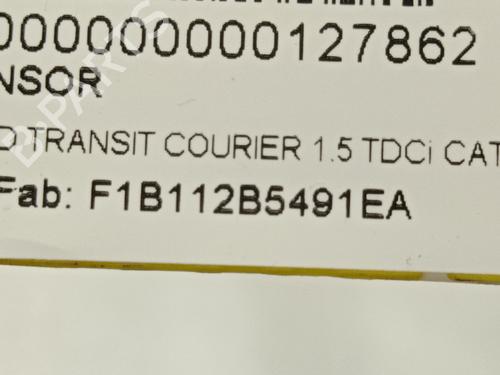 000000000127862
NSOR
D TRANSIT COURIER 1.5 TDCi CAT
Fab: F1B112B5491EA